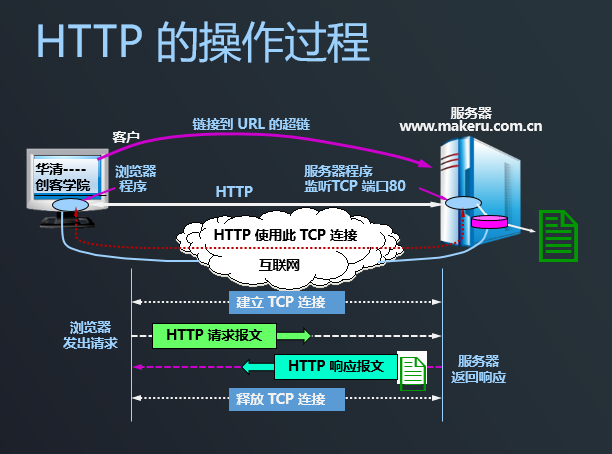 HTTP 的操作过程
服务器
www.makeru.com.cn
链接到 URL 的超链
客户
华清----
创客学院
浏览器
程序
服务器程序
监听TCP 端口80
HTTP
HTTP 使用此 TCP 连接
互联网
建立 TCP 连接
浏览器
发出请求
HTTP 请求报文
HTTP 响应报文
服务器
返回响应
释放 TCP 连接